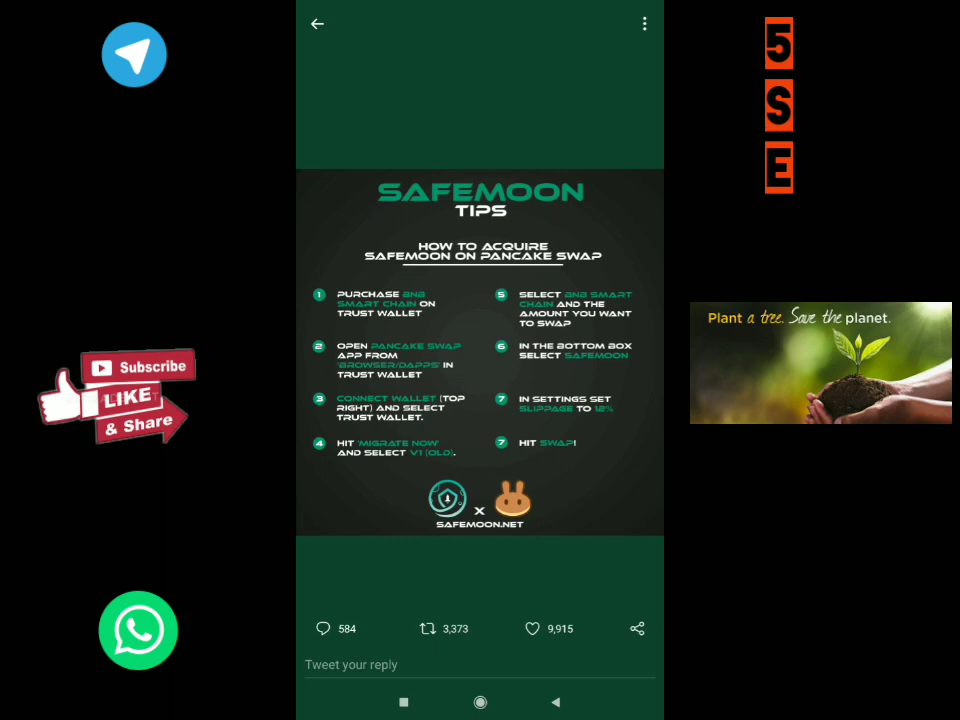 SAFEMOON
TIPS
HOW TO ACQUIRE
SAFEMOON ON PANCAKE SWAP
1 PURCHASE BNB
SMART CHAIN ON
TRUST WALLET
2 OPEN PANCAKE SWAP
APP FROM
'BROWSER/DAPPS' IN
TRUST WALLET
3 CONNECT WALLET (TOP
RIGHT) AND SELECT
TRUST WALLET.
4 HIT 'MIGRATE NOW'
AND SELECT V1 (OLD).
5 SELECT BNB SMART
CHAIN AND THE
AMOUNT YOU WANT
TO SWAP
6 IN THE BOTTOM BOX
SELECT SAFEMOON
7 IN SETTINGS SET
SLIPPAGE TO 12%
7 HIT SWAP!
X
SAFEMOON.NET
584 3,373 9,915
Tweet your reply
Subscribe
LIKE
& Share
5
S
E
Plant a tree. Save the planet.